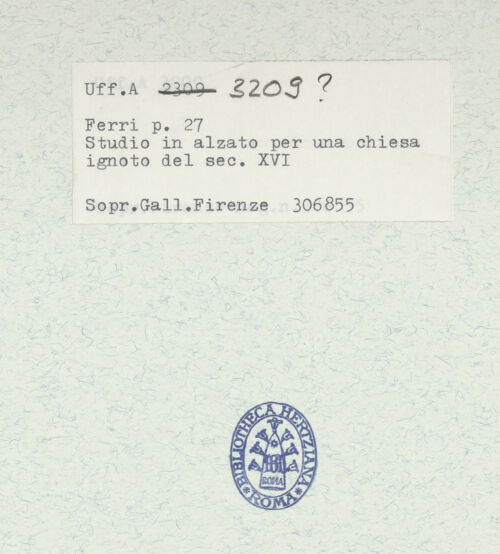 Uff.A 2309 3209?
Ferri p. 27
Studio in alzato per una chiesa
ignoto del sec. XVI
Sopr.Gall.Firenze 306855
BIBLIOTHECA HERTZIANA
ROMA
* ROMA *